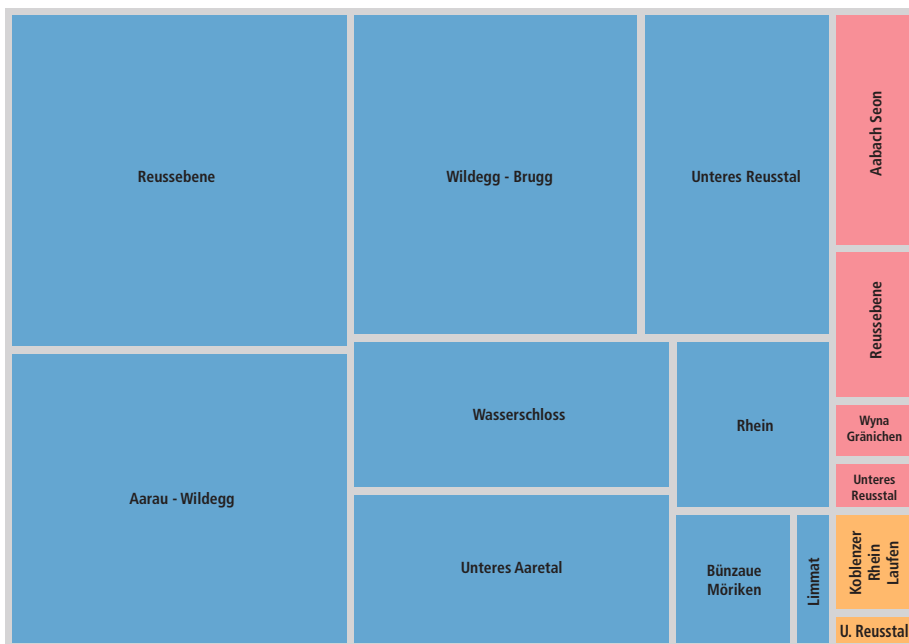 Reussebene
Wildegg - Brugg
Unteres Reusstal
Aabach Seon
Reussebene
Aarau - Wildegg
Wasserschloss
Rhein
Wyna
Gränichen
Unteres
Reusstal
Unteres Aaretal
Bünzaue
Möriken
Limmat
Koblenzer
Rhein
Laufen
U. Reusstal